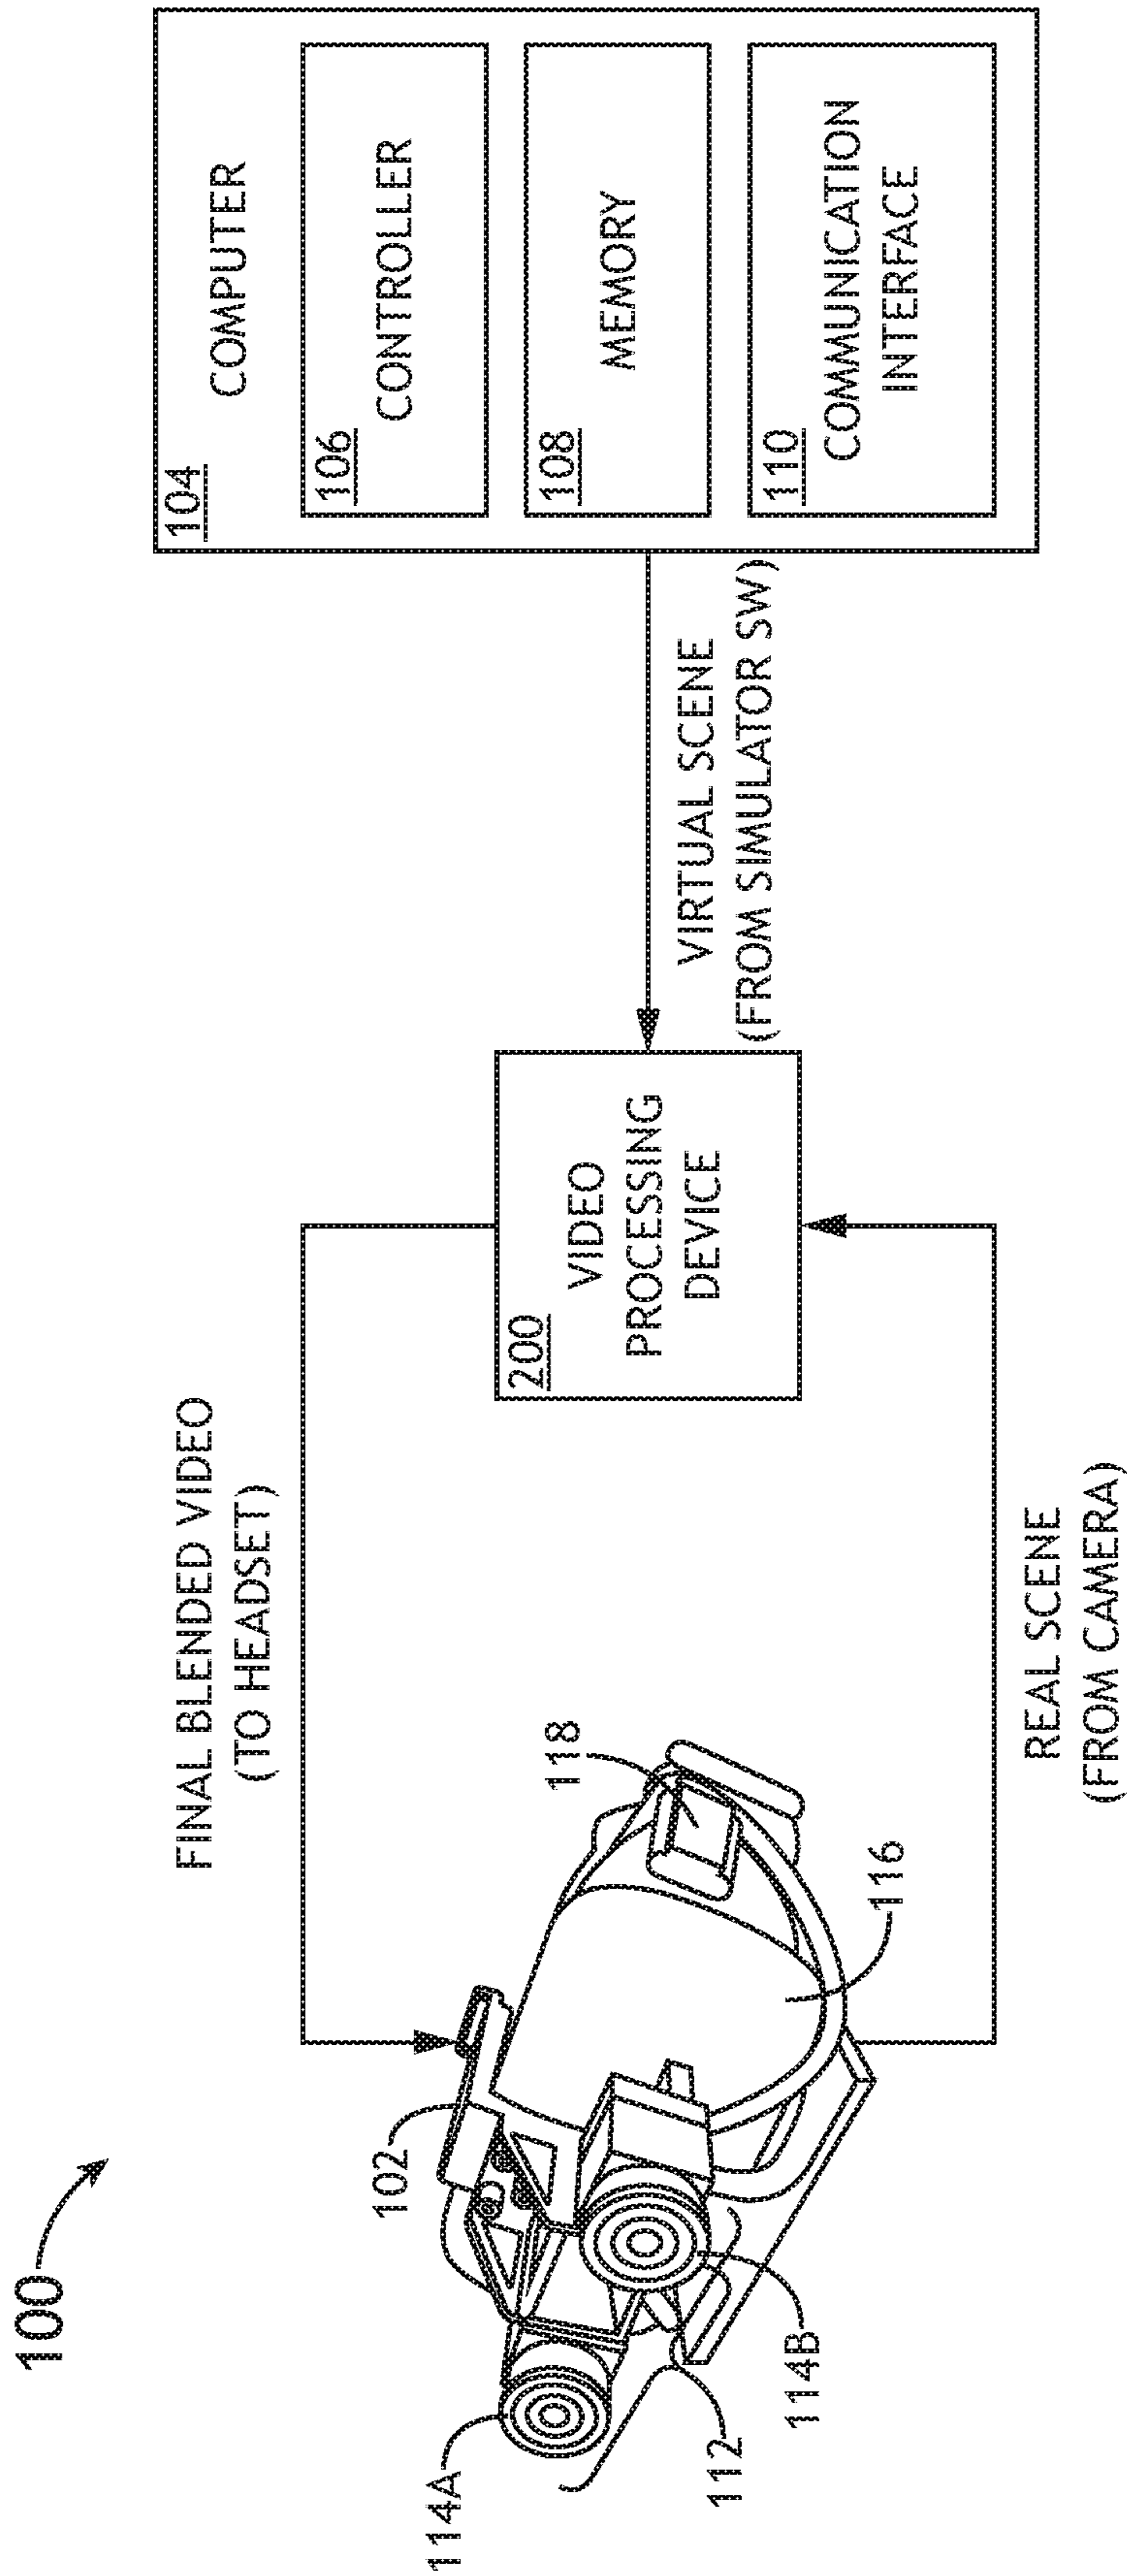 100
FINAL BLENDED VIDEO
(TO HEADSET)
104
COMPUTER
106
CONTROLLER
114A
102
118
200
VIDEO
PROCESSING
DEVICE
VIRTUAL SCENE
(FROM SIMULATOR SW)
108
MEMORY
112
114B
116
110
COMMUNICATION
INTERFACE
REAL SCENE
(FROM CAMERA)